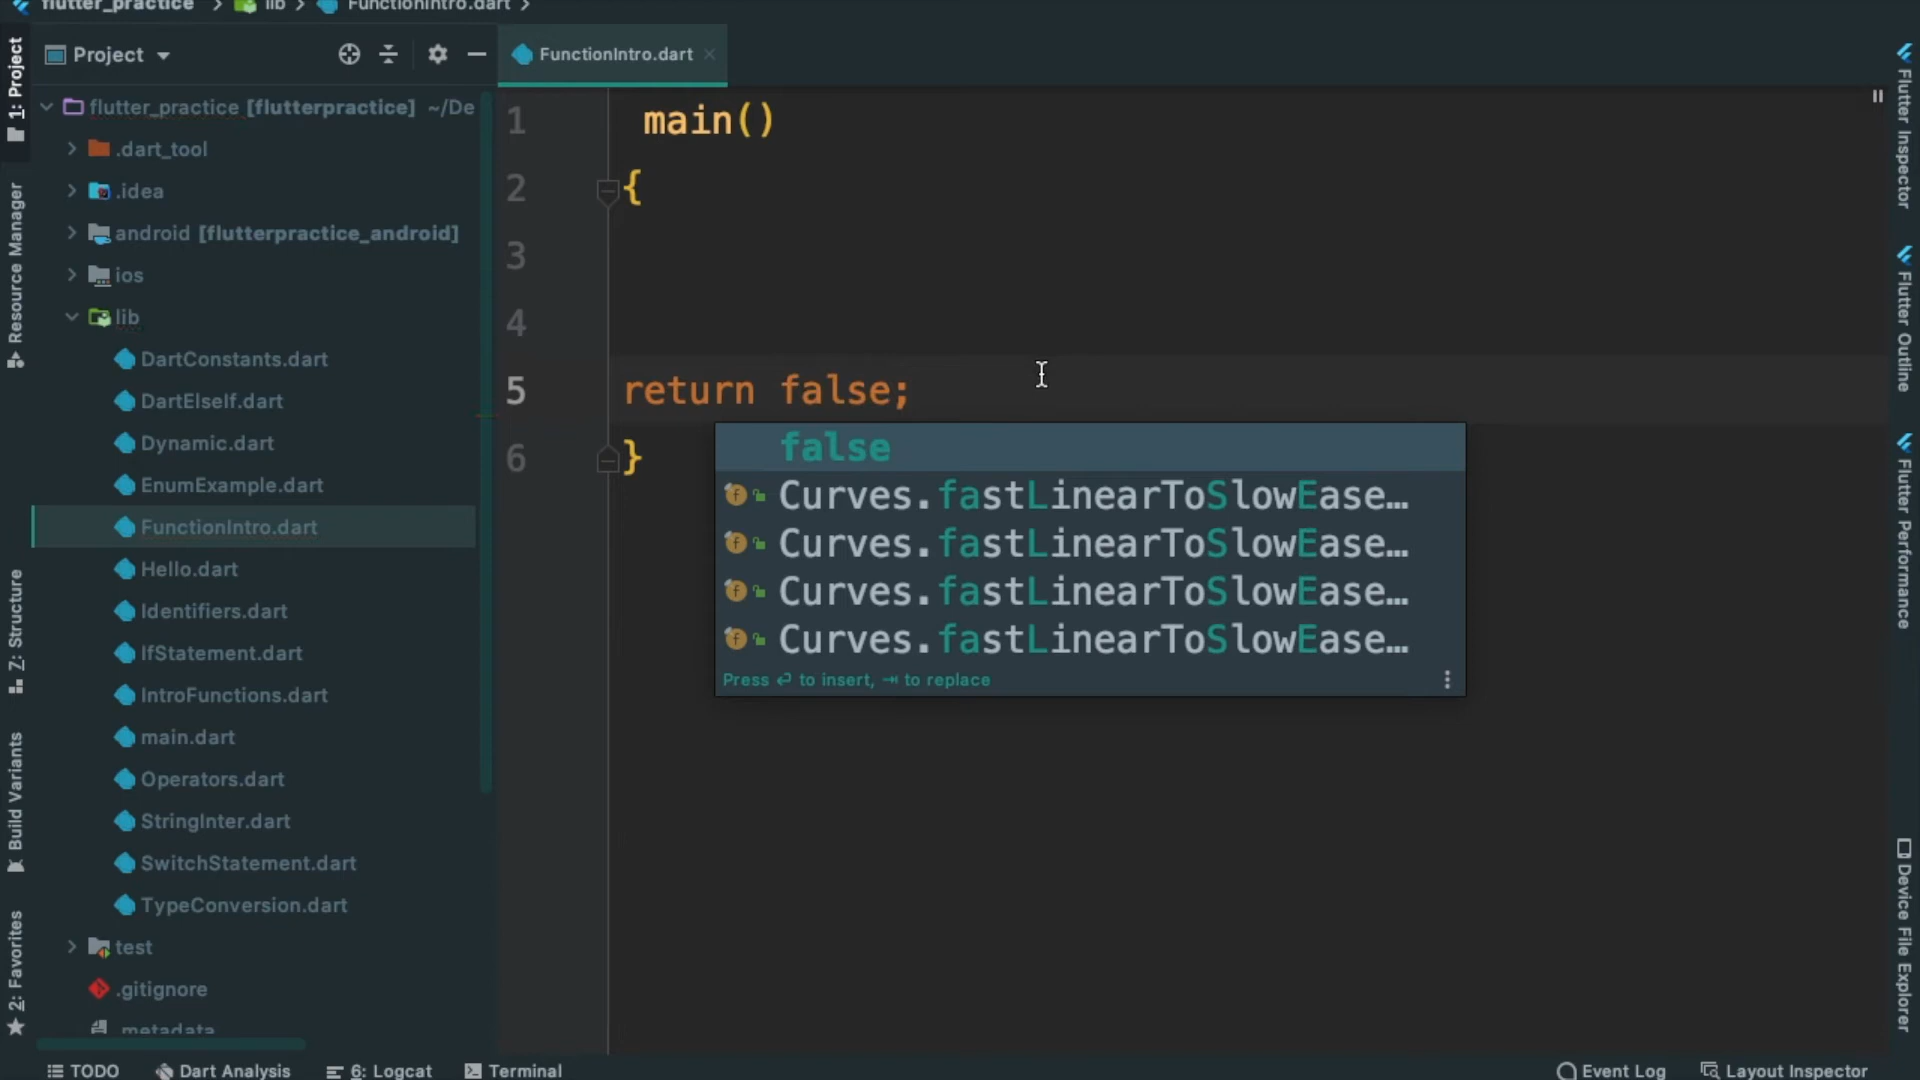 flutter_practice > lib > FunctionIntro.dart >
1: Project
Resource Manager
Z: Structure
Build Variants
2: Favorites
Project
flutter_practice [flutterpractice] ~/De
.dart_tool
.idea
android [flutterpractice_android]
ios
lib
DartConstants.dart
DartElseIf.dart
Dynamic.dart
EnumExample.dart
FunctionIntro.dart
Hello.dart
Identifiers.dart
IfStatement.dart
IntroFunctions.dart
main.dart
Operators.dart
StringInter.dart
SwitchStatement.dart
TypeConversion.dart
test
.gitignore
.metadata
FunctionIntro.dart
1 main()
2 {
3
4
5 return false;
6 }
false
Curves.fastLinearToSlowEase…
Curves.fastLinearToSlowEase…
Curves.fastLinearToSlowEase…
Curves.fastLinearToSlowEase…
Press ⏎ to insert, ⇥ to replace
Flutter Inspector
Flutter Outline
Flutter Performance
Device File Explorer
TODO Dart Analysis 6: Logcat Terminal Event Log Layout Inspector